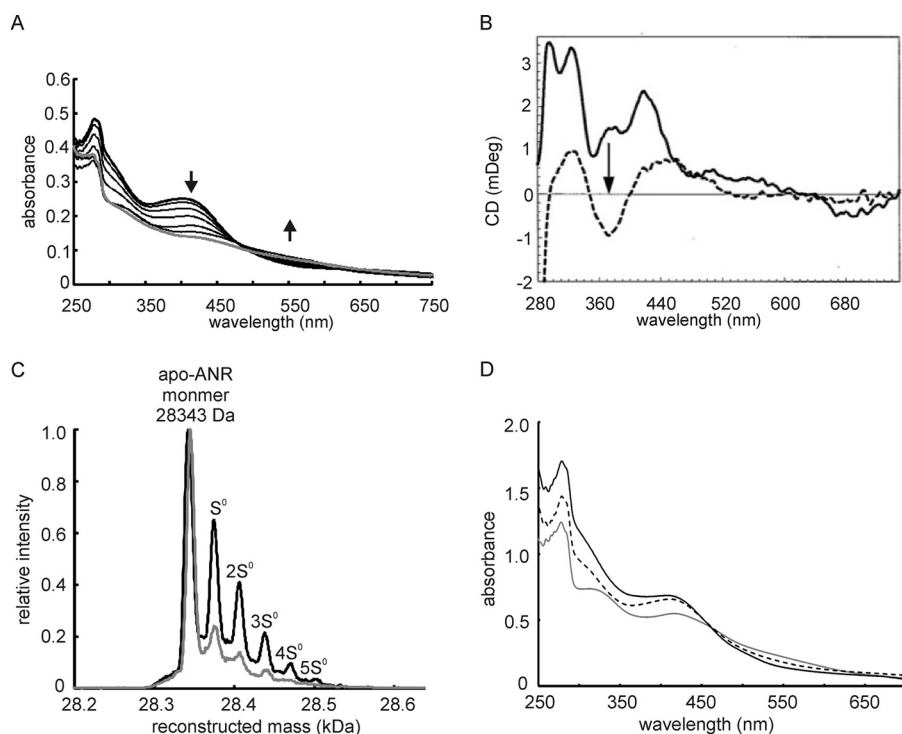 A
0.6
0.5
0.4
0.3
0.2
0.1
0
absorbance
250 350 450 550 650 750
wavelength (nm)
B
3
2
1
0
-1
-2
CD (mDeg)
280 360 440 520 600 680
wavelength (nm)
C
apo-ANR
monmer
28343 Da
1.0
0.8
0.6
0.4
0.2
0
relative intensity
S⁰
2S⁰
3S⁰
4S⁰
5S⁰
28.2 28.3 28.4 28.5 28.6
reconstructed mass (kDa)
D
2.0
1.5
1.0
0.5
0
absorbance
250 350 450 550 650
wavelength (nm)